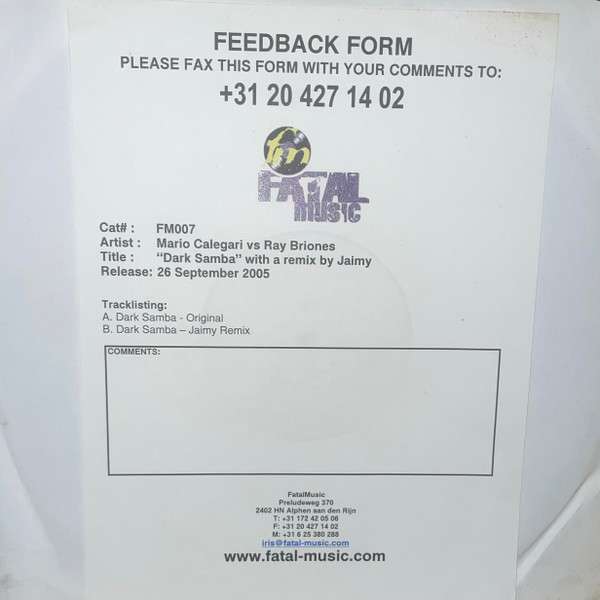 FEEDBACK FORM
PLEASE FAX THIS FORM WITH YOUR COMMENTS TO:
+31 20 427 14 02
fm
FATAL
music
Cat# : FM007
Artist : Mario Calegari vs Ray Briones
Title : “Dark Samba” with a remix by Jaimy
Release: 26 September 2005
Tracklisting:
A. Dark Samba - Original
B. Dark Samba – Jaimy Remix
COMMENTS:
FatalMusic
Preludeweg 370
2402 HN Alphen aan den Rijn
T: +31 172 42 05 06
F: +31 20 427 14 02
M: +31 6 25 380 288
iris@fatal-music.com
www.fatal-music.com